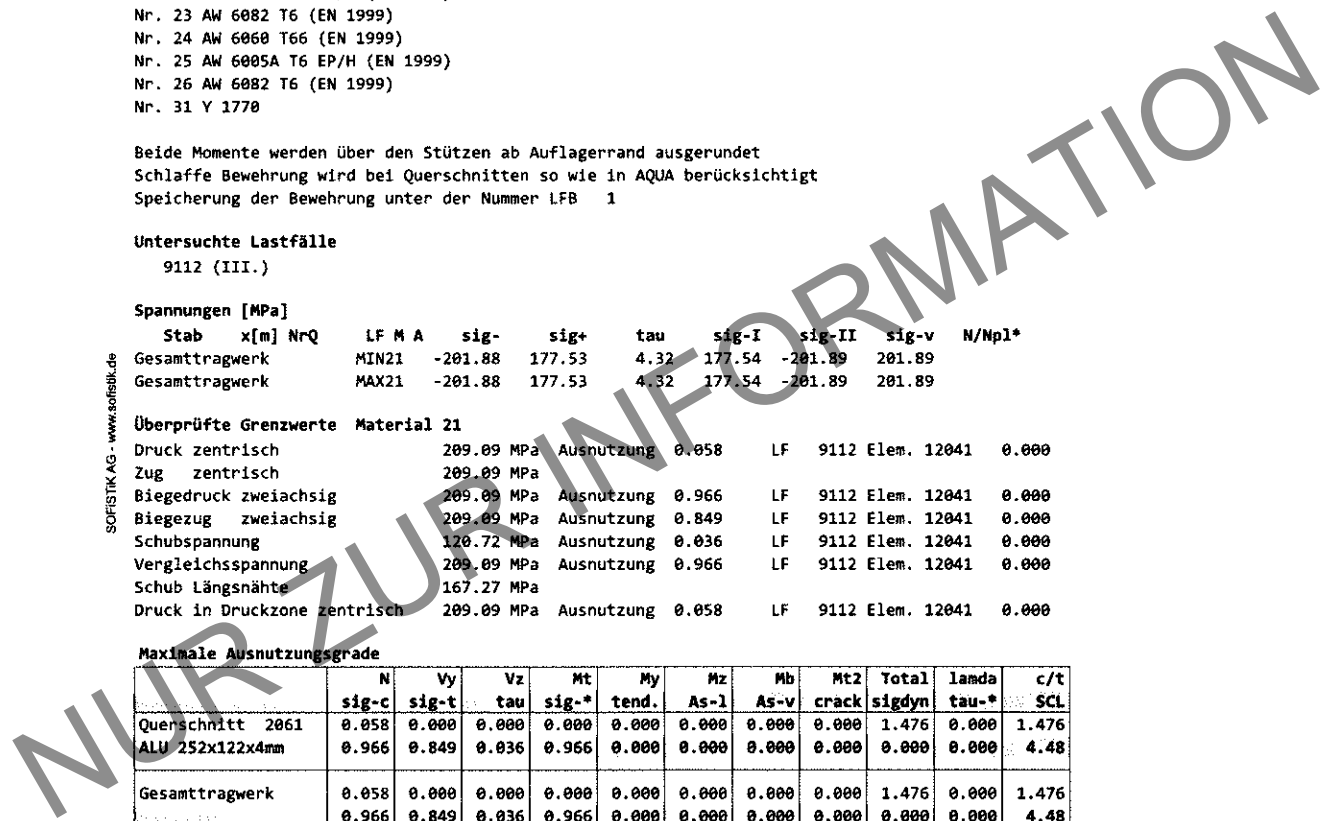 Nr. 23 AW 6082 T6 (EN 1999)
Nr. 24 AW 6060 T66 (EN 1999)
Nr. 25 AW 6005A T6 EP/H (EN 1999)
Nr. 26 AW 6082 T6 (EN 1999)
Nr. 31 Y 1770
Beide Momente werden über den Stützen ab Auflagerrand ausgerundet
Schlaffe Bewehrung wird bei Querschnitten so wie in AQUA berücksichtigt
Speicherung der Bewehrung unter der Nummer LFB 1
Untersuchte Lastfälle
9112 (III.)
Spannungen [MPa]
Stab x[m] NrQ LF M A sig- sig+ tau sig-I sig-II sig-v N/Npl*
Gesamttragwerk MIN21 -201.88 177.53 4.32 177.54 -201.89 201.89
Gesamttragwerk MAX21 -201.88 177.53 4.32 177.54 -201.89 201.89
Überprüfte Grenzwerte Material 21
Druck zentrisch 209.09 MPa Ausnutzung 0.058 LF 9112 Elem. 12041 0.000
Zug zentrisch 209.09 MPa
Biegedruck zweiachsig 209.09 MPa Ausnutzung 0.966 LF 9112 Elem. 12041 0.000
Biegezug zweiachsig 209.09 MPa Ausnutzung 0.849 LF 9112 Elem. 12041 0.000
Schubspannung 120.72 MPa Ausnutzung 0.036 LF 9112 Elem. 12041 0.000
Vergleichsspannung 209.09 MPa Ausnutzung 0.966 LF 9112 Elem. 12041 0.000
Schub Längsnähte 167.27 MPa
Druck in Druckzone zentrisch 209.09 MPa Ausnutzung 0.058 LF 9112 Elem. 12041 0.000
Maximale Ausnutzungsgrade
N Vy Vz Mt My Mz Mb Mt2 Total lamda c/t
sig-c sig-t tau sig-* tend. As-l As-v crack sigdyn tau-* SCL
Querschnitt 2061 0.058 0.000 0.000 0.000 0.000 0.000 0.000 0.000 1.476 0.000 1.476
ALU 252x122x4mm 0.966 0.849 0.036 0.966 0.000 0.000 0.000 0.000 0.000 0.000 4.48
Gesamttragwerk 0.058 0.000 0.000 0.000 0.000 0.000 0.000 0.000 1.476 0.000 1.476
0.966 0.849 0.036 0.966 0.000 0.000 0.000 0.000 0.000 0.000 4.48
SOFiSTiK AG - www.sofistik.de
NUR ZUR INFORMATION